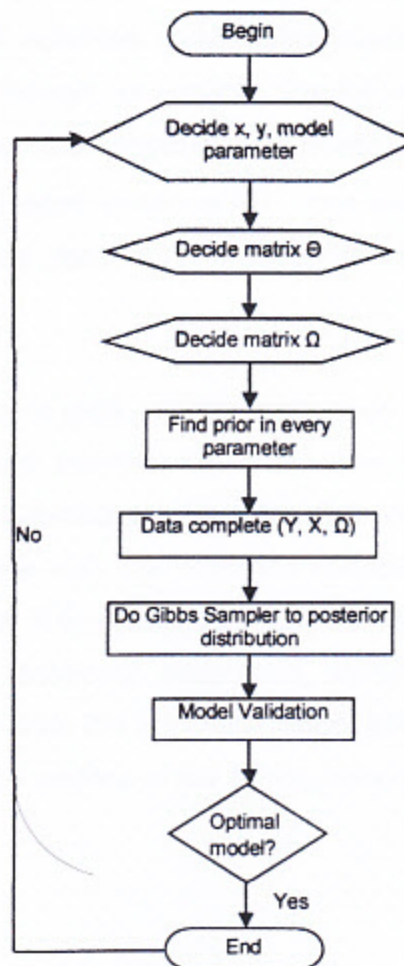 Begin
Decide x, y, model
parameter
Decide matrix Θ
Decide matrix Ω
Find prior in every
parameter
Data complete (Y, X, Ω)
No
Do Gibbs Sampler to posterior
distribution
Model Validation
Optimal
model?
Yes
End